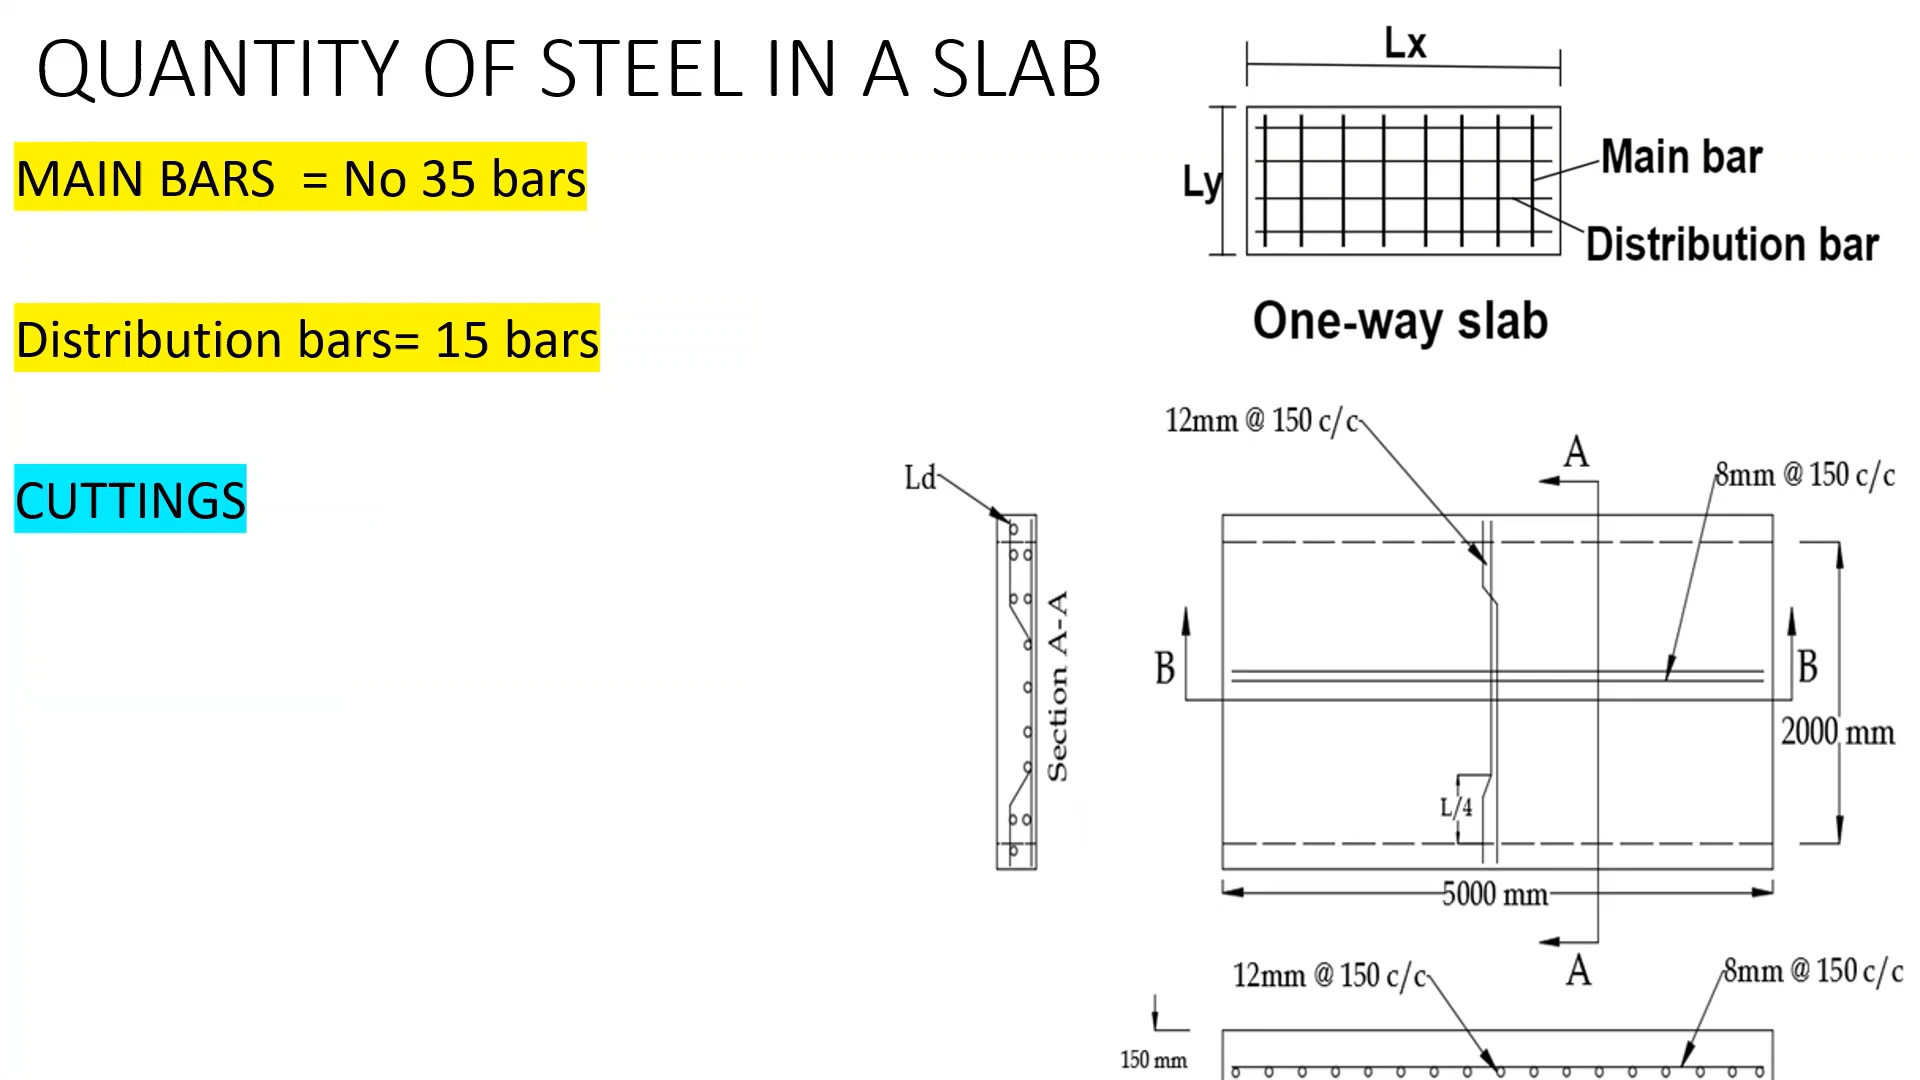 QUANTITY OF STEEL IN A SLAB
MAIN BARS = No 35 bars
Distribution bars= 15 bars
CUTTINGS
Lx
Ly
Main bar
Distribution bar
One-way slab
12mm @ 150 c/c
A
8mm @ 150 c/c
Ld
Section A-A
B
B
2000 mm
L/4
5000 mm
A
12mm @ 150 c/c
8mm @ 150 c/c
150 mm